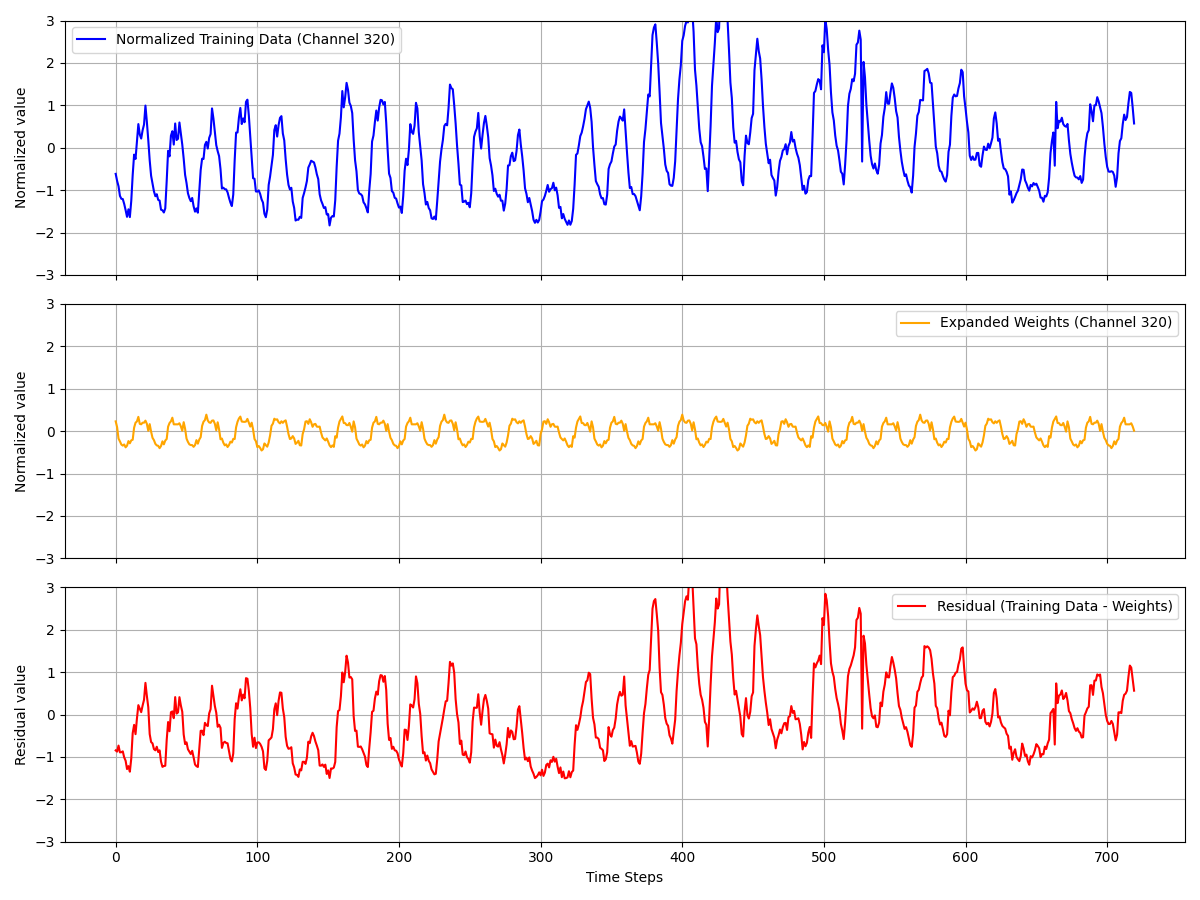 3
2
1
0
−1
−2
−3
Normalized value
Normalized Training Data (Channel 320)
3
2
1
0
−1
−2
−3
Normalized value
Expanded Weights (Channel 320)
3
2
1
0
−1
−2
−3
Residual value
Residual (Training Data - Weights)
0 100 200 300 400 500 600 700
Time Steps